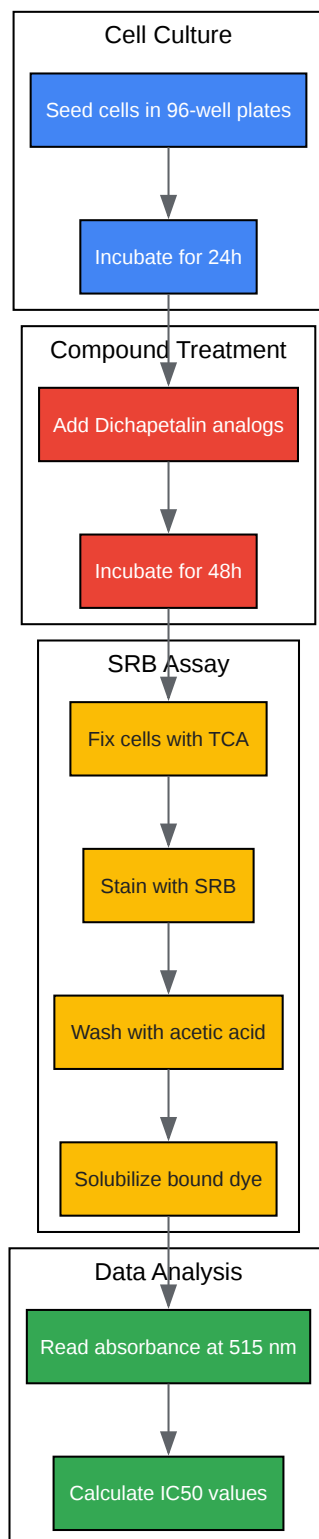 Cell Culture
Seed cells in 96-well plates
Incubate for 24h
Compound Treatment
Add Dichapetalin analogs
Incubate for 48h
SRB Assay
Fix cells with TCA
Stain with SRB
Wash with acetic acid
Solubilize bound dye
Data Analysis
Read absorbance at 515 nm
Calculate IC50 values